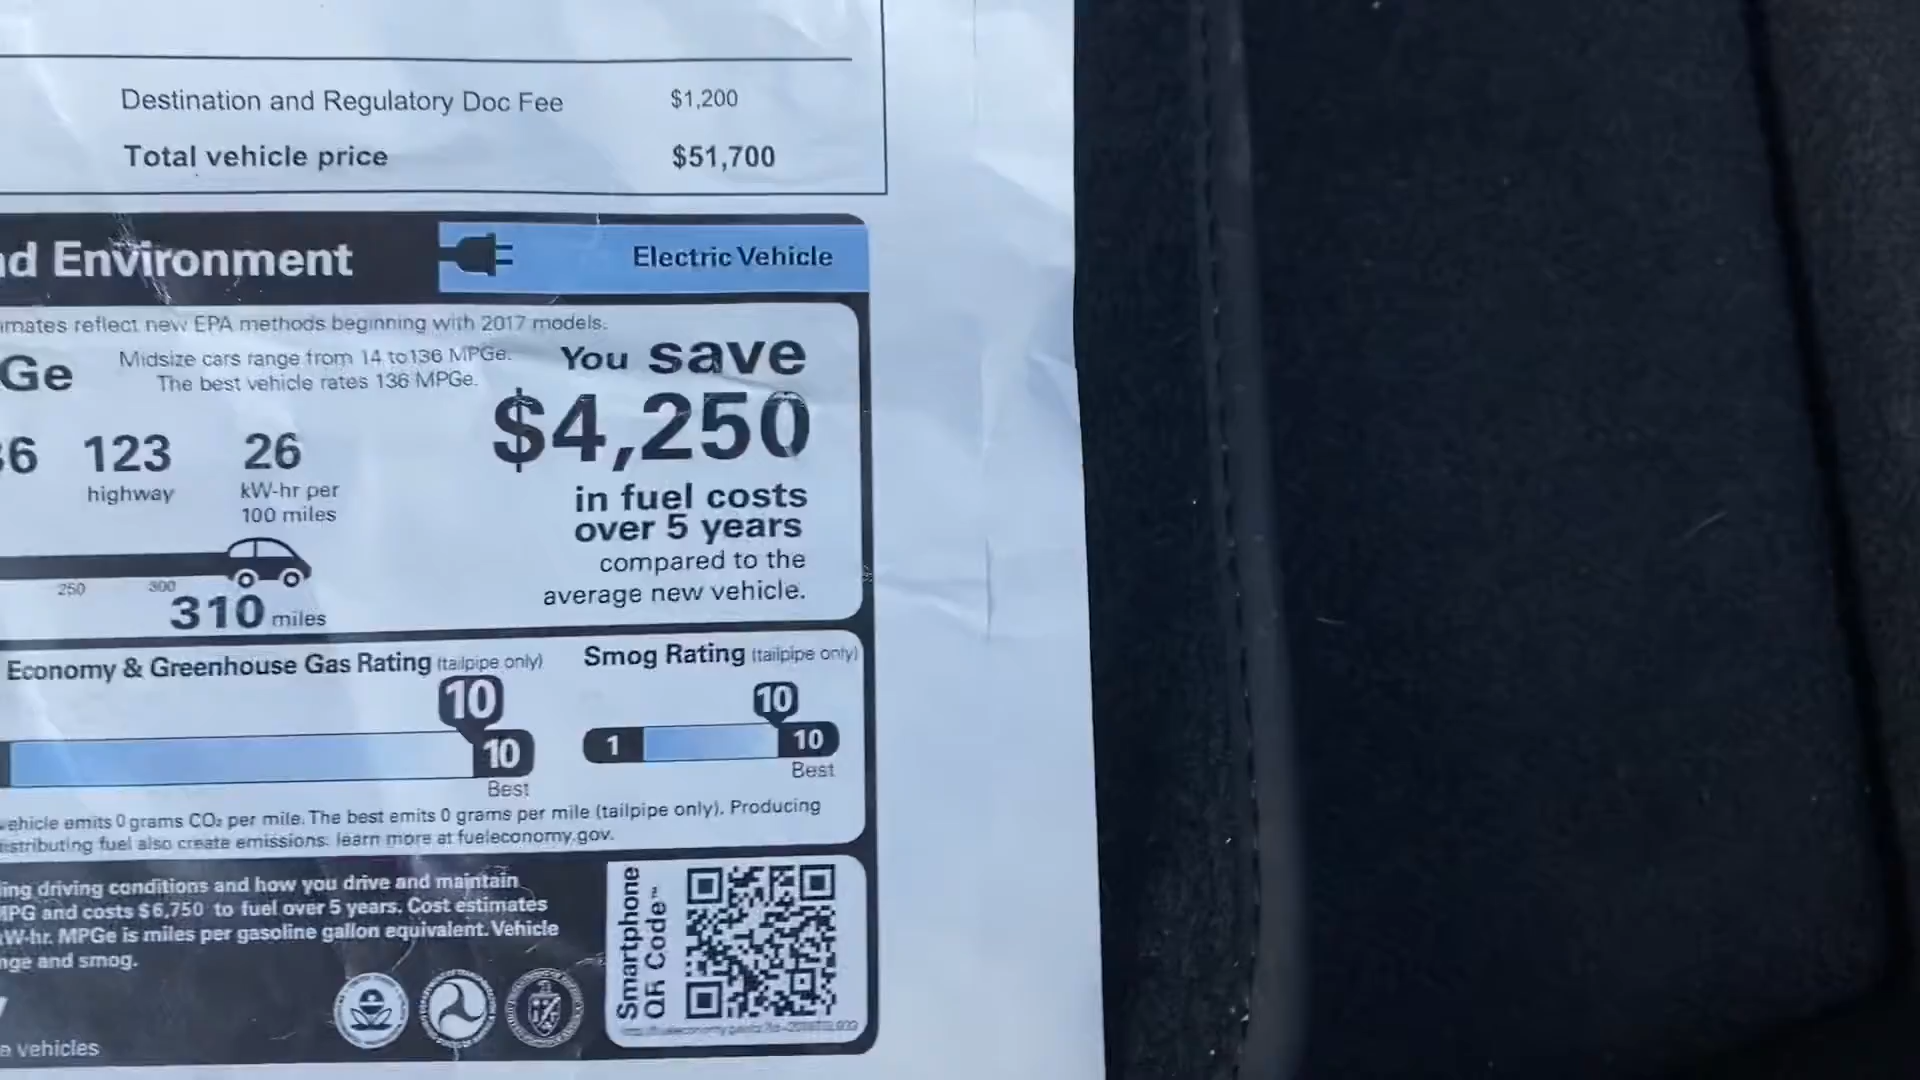 Destination and Regulatory Doc Fee $1,200
Total vehicle price $51,700
d Environment
Electric Vehicle
mates reflect new EPA methods beginning with 2017 models.
Ge
Midsize cars range from 14 to 136 MPGe.
The best vehicle rates 136 MPGe.
You save
$4,250
in fuel costs
over 5 years
compared to the
average new vehicle.
6 123 26
highway kW-hr per
100 miles
250 300
310 miles
Economy & Greenhouse Gas Rating (tailpipe only)
10
10
Best
Smog Rating (tailpipe only)
10
1 10
Best
ehicle emits 0 grams CO₂ per mile. The best emits 0 grams per mile (tailpipe only). Producing
istributing fuel also create emissions: learn more at fueleconomy.gov.
ing driving conditions and how you drive and maintain
MPG and costs $6,750 to fuel over 5 years. Cost estimates
kW-hr. MPGe is miles per gasoline gallon equivalent. Vehicle
nge and smog.
e vehicles
Smartphone
QR Code™